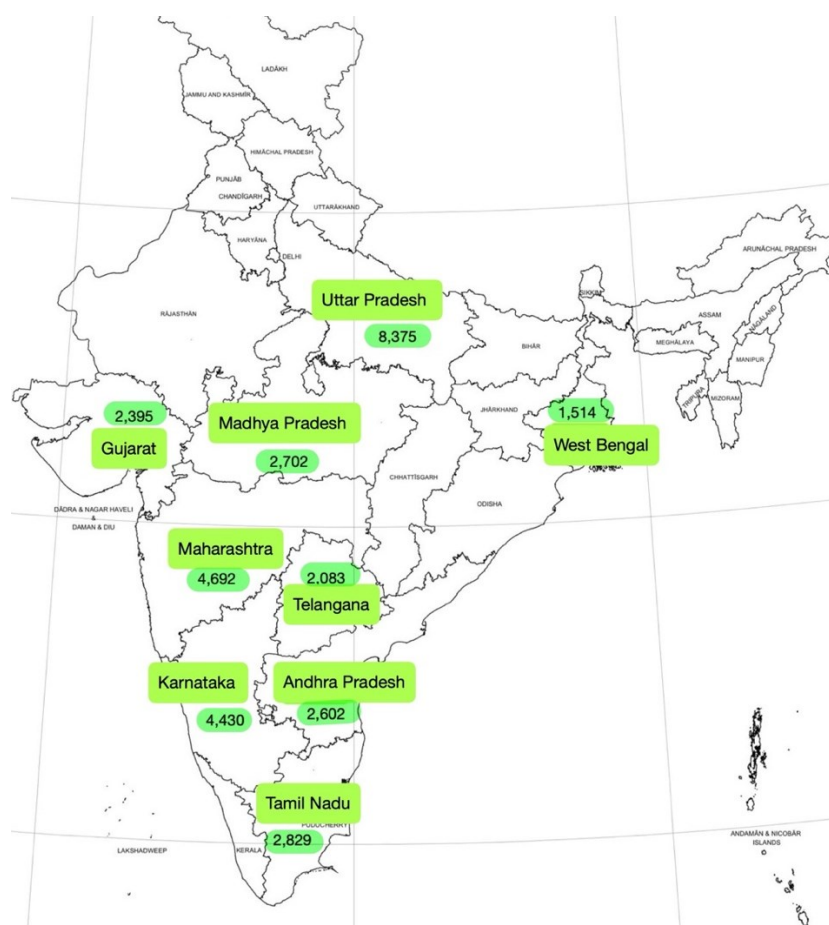 LADĀKH
JAMMU AND KASHMĪR
HIMĀCHAL PRADESH
PUNJĀB
CHANDĪGARH
UTTARĀKHAND
HARYĀNA
DELHI
ARUNĀCHAL PRADESH
Uttar Pradesh
8,375
RĀJASTHĀN
SIKKIM
ASSAM
NĀGĀLAND
MEGHĀLAYA
BIHĀR
MANIPUR
TRIPURA
MIZORAM
2,395
Gujarat
Madhya Pradesh
2,702
JHĀRKHAND
1,514
West Bengal
CHHATTĪSGARH
ODISHA
DĀDRA & NAGAR HAVELI
&
DAMAN & DIU
Maharashtra
4,692
2,083
Telangana
Karnataka
4,430
Andhra Pradesh
2,602
Tamil Nadu
PUDUCHERRY
2,829
LAKSHADWEEP
KERALA
ANDAMĀN & NICOBĀR
ISLANDS